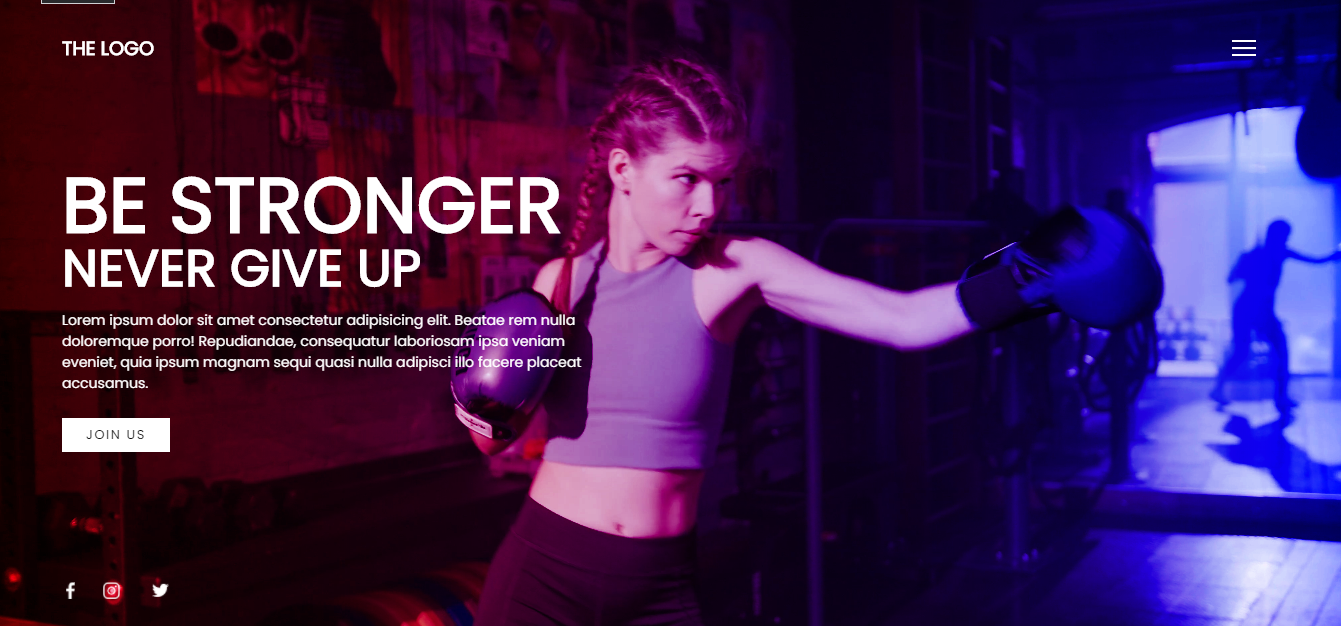 THE LOGO
BE STRONGER
NEVER GIVE UP
Lorem ipsum dolor sit amet consectetur adipisicing elit. Beatae rem nulla
doloremque porro! Repudiandae, consequatur laboriosam ipsa veniam
eveniet, quia ipsum magnam sequi quasi nulla adipisci illo facere placeat
accusamus.
JOIN US